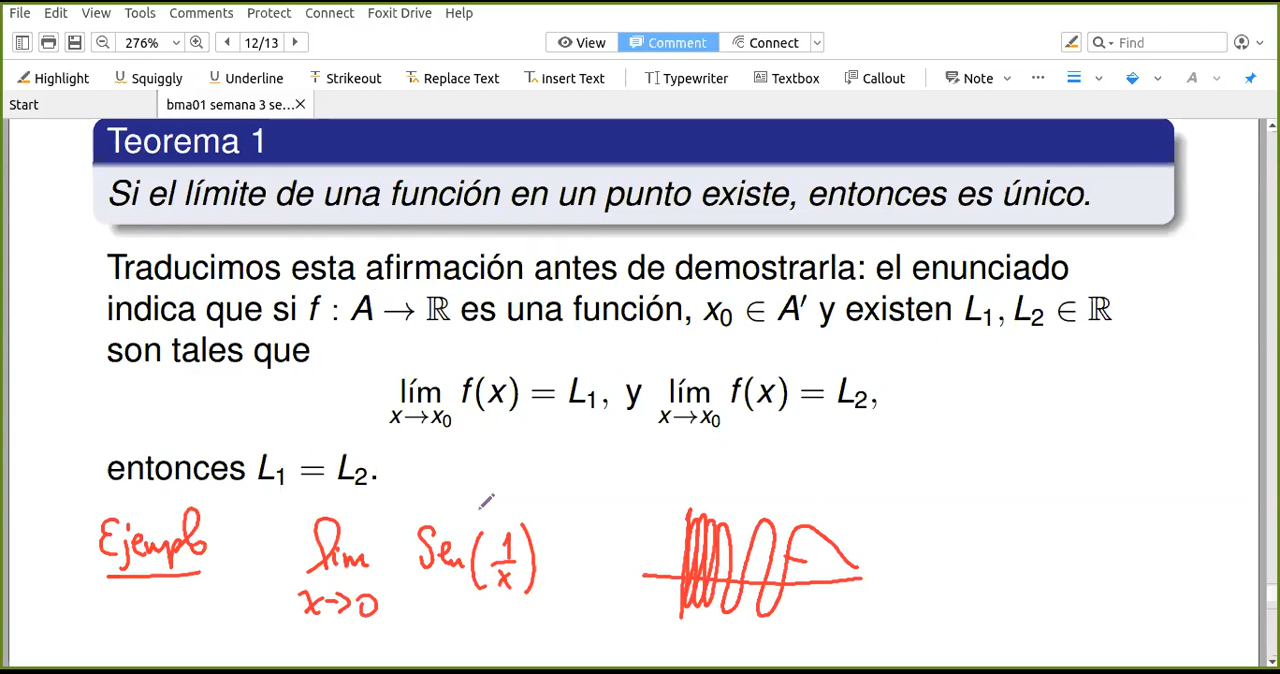 File Edit View Tools Comments Protect Connect Foxit Drive Help
276% 12/13 View Comment Connect Find
Highlight Squiggly Underline Strikeout Replace Text Insert Text Typewriter Textbox Callout Note
Start bma01 semana 3 se...
Teorema 1
Si el límite de una función en un punto existe, entonces es único.
Traducimos esta afirmación antes de demostrarla: el enunciado
indica que si f : A → ℝ es una función, x₀ ∈ A′ y existen L₁, L₂ ∈ ℝ
son tales que
lím f(x) = L₁, y lím f(x) = L₂,
x→x₀ x→x₀
entonces L₁ = L₂.
Ejemplo lim Sen(1/x)
x→0